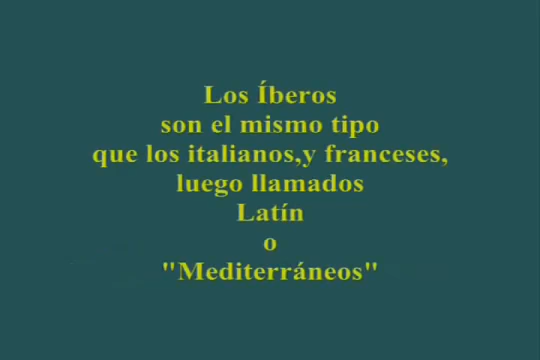 Los Íberos
son el mismo tipo
que los italianos,y franceses,
luego llamados
Latín
o
"Mediterráneos"